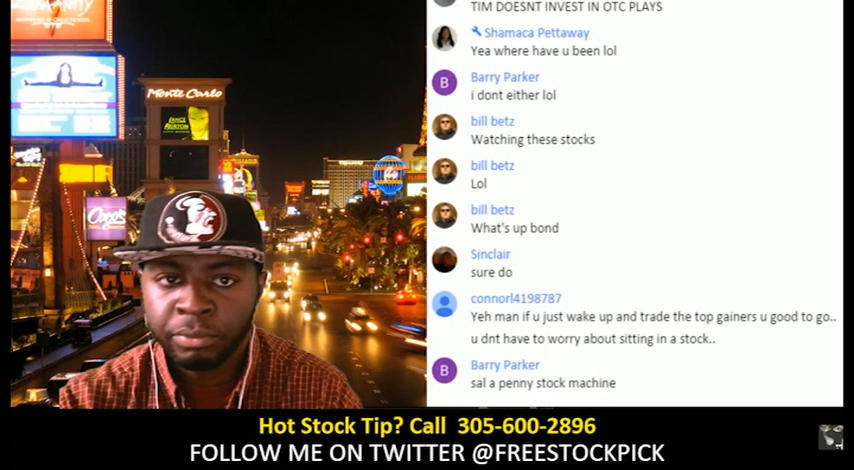 Monte Carlo
TIM DOESNT INVEST IN OTC PLAYS
Shamaca Pettaway
Yea where have u been lol
B
Barry Parker
i dont either lol
bill betz
Watching these stocks
bill betz
Lol
bill betz
What's up bond
Sinclair
sure do
connorl4198787
Yeh man if u just wake up and trade the top gainers u good to go..
u dnt have to worry about sitting in a stock..
B
Barry Parker
sal a penny stock machine
Hot Stock Tip? Call 305-600-2896
FOLLOW ME ON TWITTER @FREESTOCKPICK